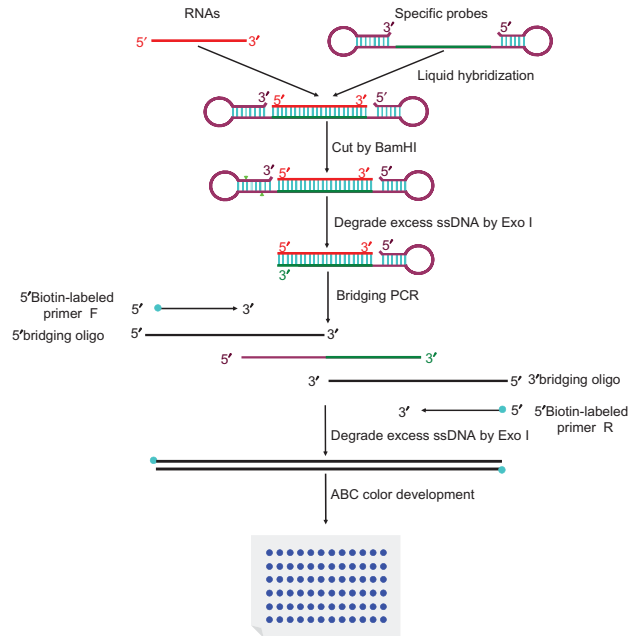 RNAs
Specific probes
5′ 3′
3′ 5′
Liquid hybridization
3′ 5′ 3′ 5′
Cut by BamHI
3′ 5′ 3′ 5′
Degrade excess ssDNA by Exo I
5′ 3′ 5′
3′
Bridging PCR
5′Biotin-labeled
primer F
5′ 3′
5′bridging oligo
5′ 3′
5′ 3′
3′ 5′ 3′bridging oligo
3′ 5′ 5′Biotin-labeled
primer R
Degrade excess ssDNA by Exo I
ABC color development